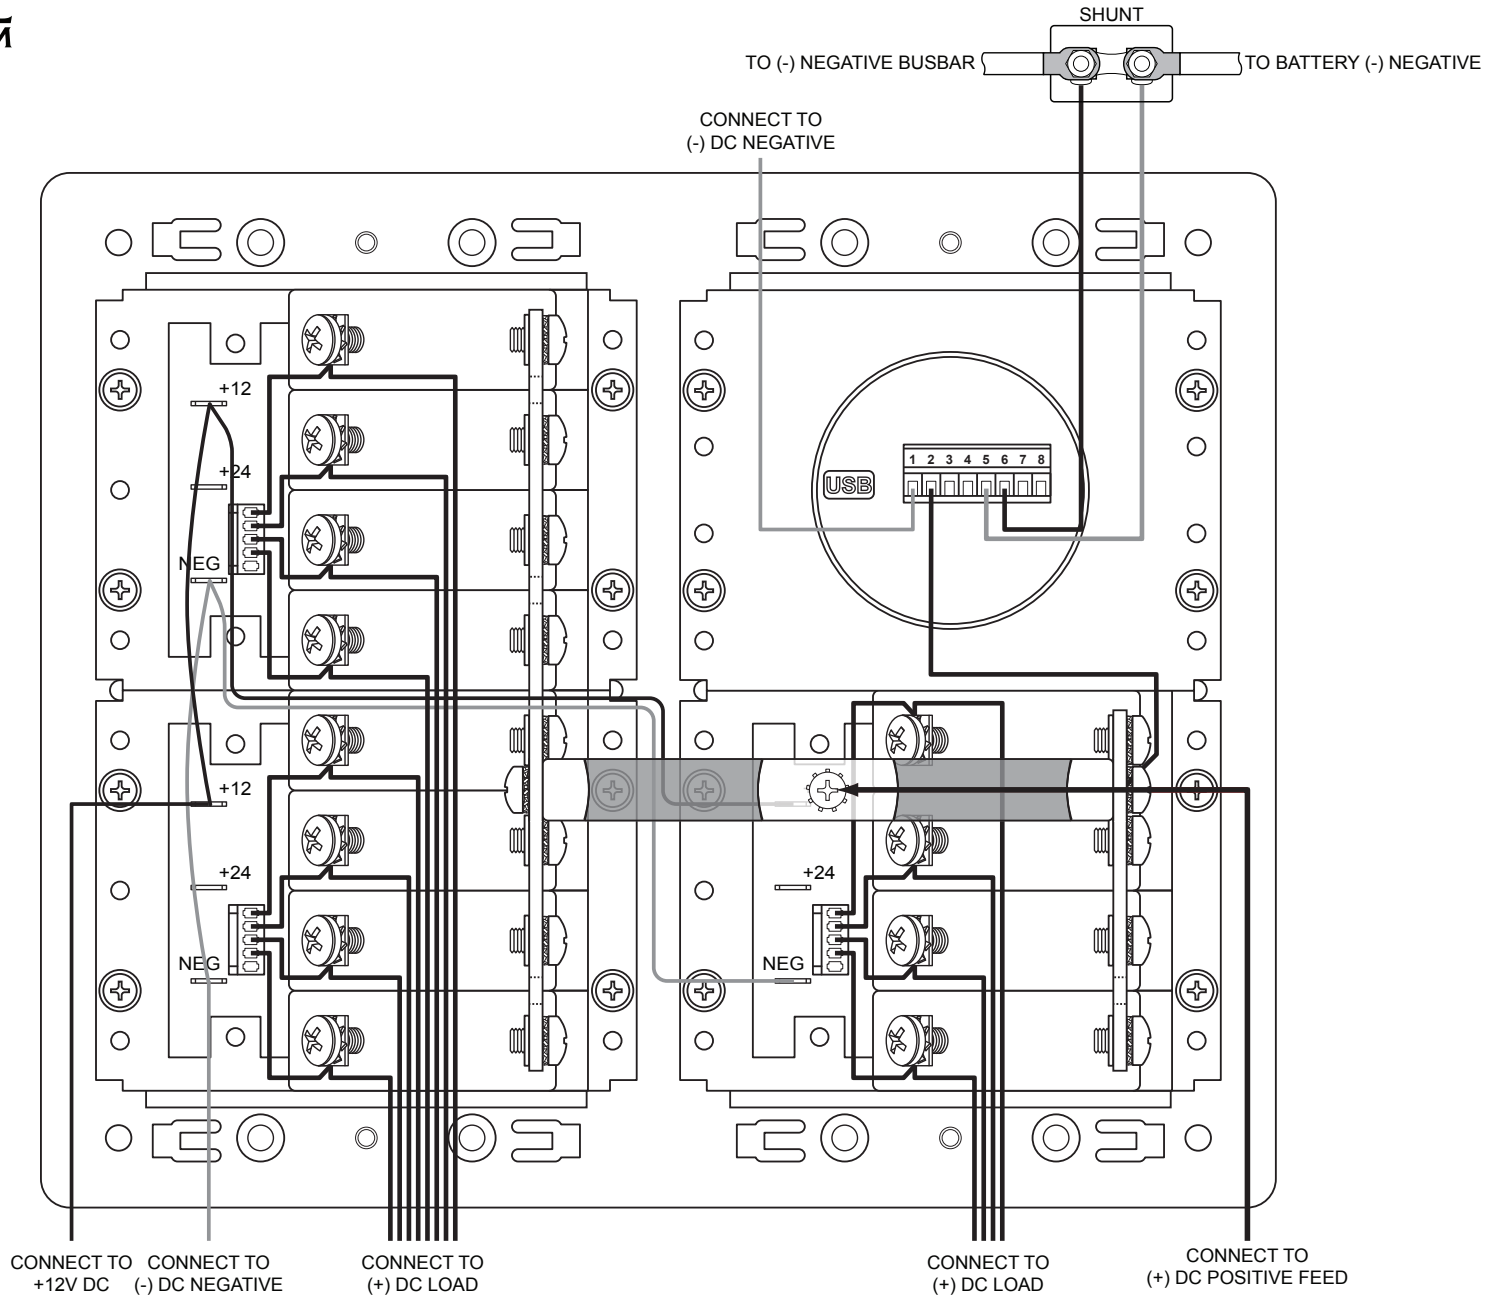 SHUNT
TO (-) NEGATIVE BUSBAR
TO BATTERY (-) NEGATIVE
CONNECT TO
(-) DC NEGATIVE
+12
+24
NEG
1 2 3 4 5 6 7 8
USB
+12
+24
NEG
+24
NEG
CONNECT TO
+12V DC
CONNECT TO
(-) DC NEGATIVE
CONNECT TO
(+) DC LOAD
CONNECT TO
(+) DC LOAD
CONNECT TO
(+) DC POSITIVE FEED